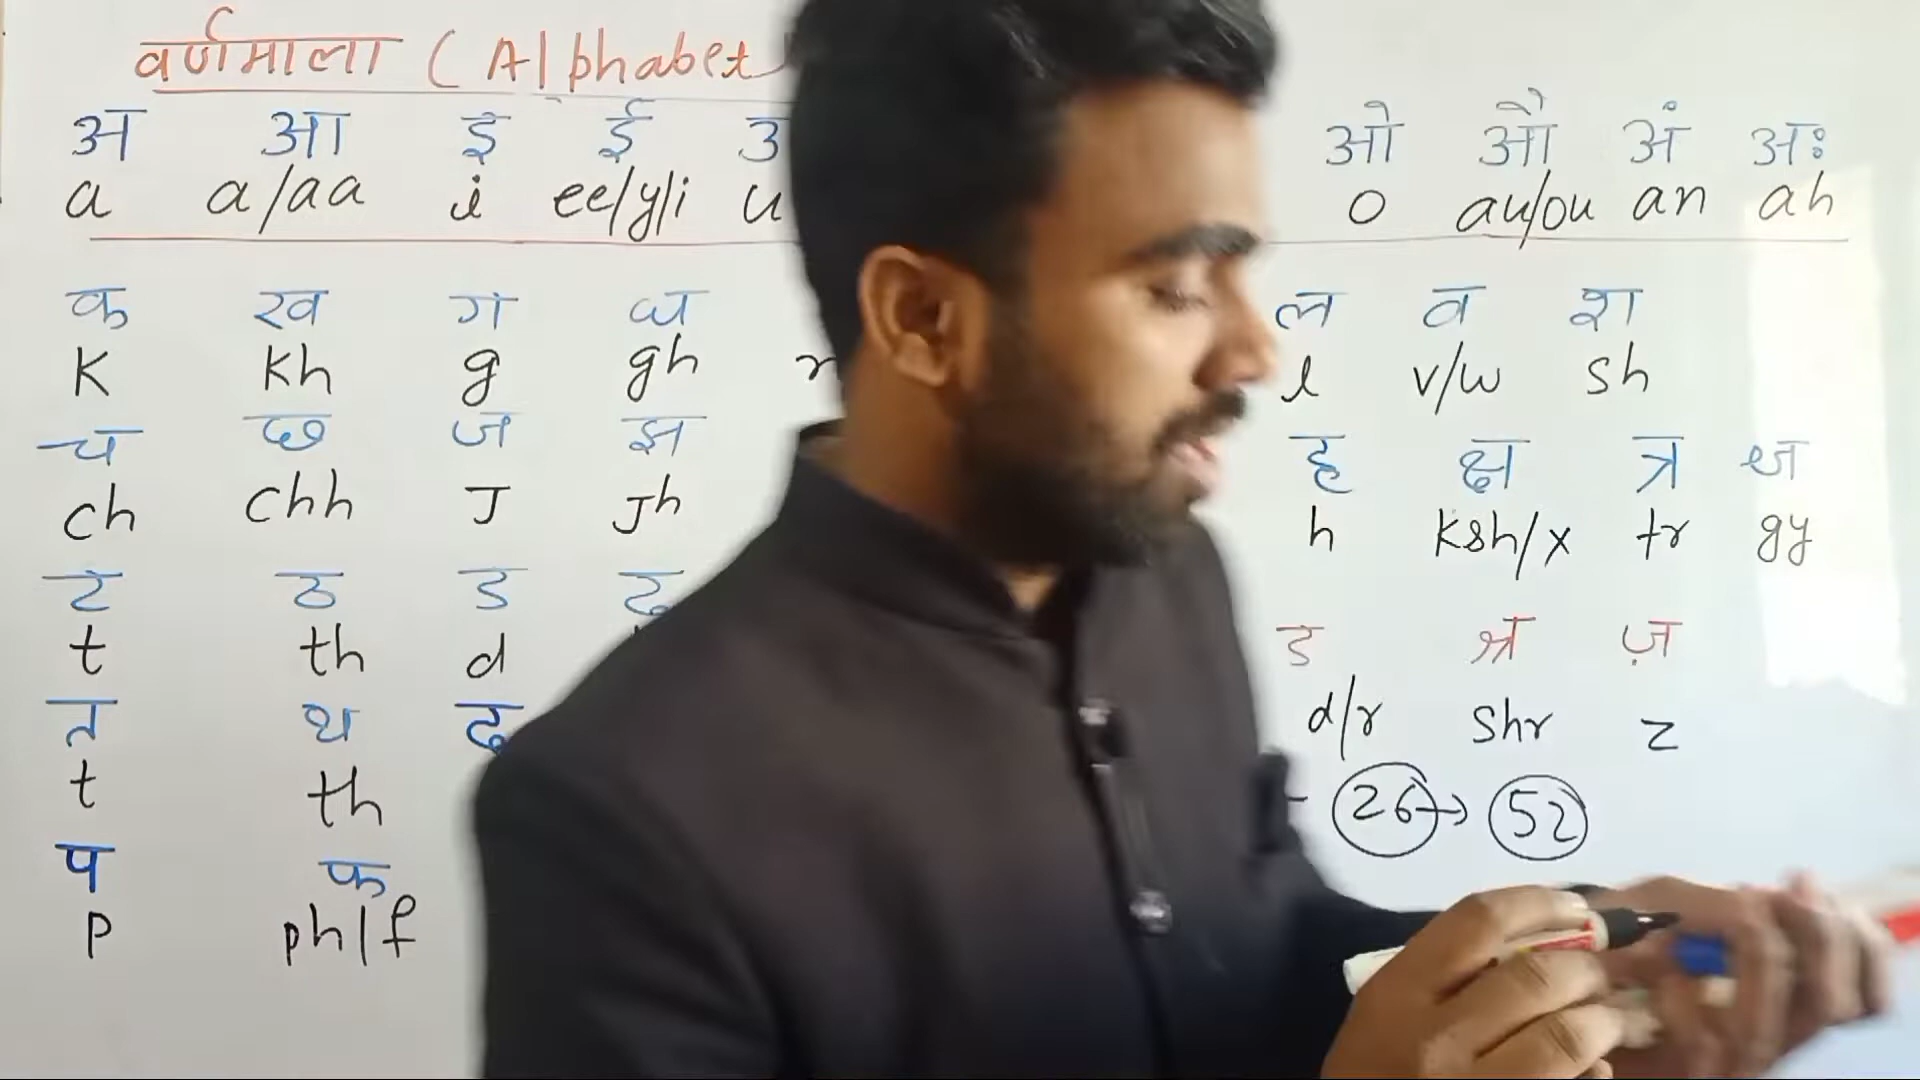 वर्णमाला ( Alphabet
अ आ इ ई उ ओ औ अं अः
a a/aa i ee/y/i u o au/ou an ah
क ख ग घ ल व श
K Kh g gh l v/w sh
च छ ज झ ह क्ष त्र ज्ञ
ch chh J Jh h Ksh/x tr gy
ट ठ ड ढ ड श्र ज़
t th d d/r shr z
त थ द
t th 26 → 52
प फ
p ph/f